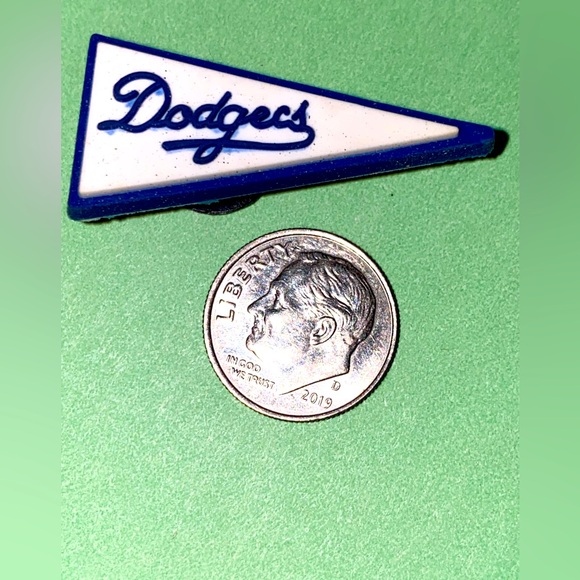 Dodgers
LIBERTY
IN GOD
WE TRUST
D
2019